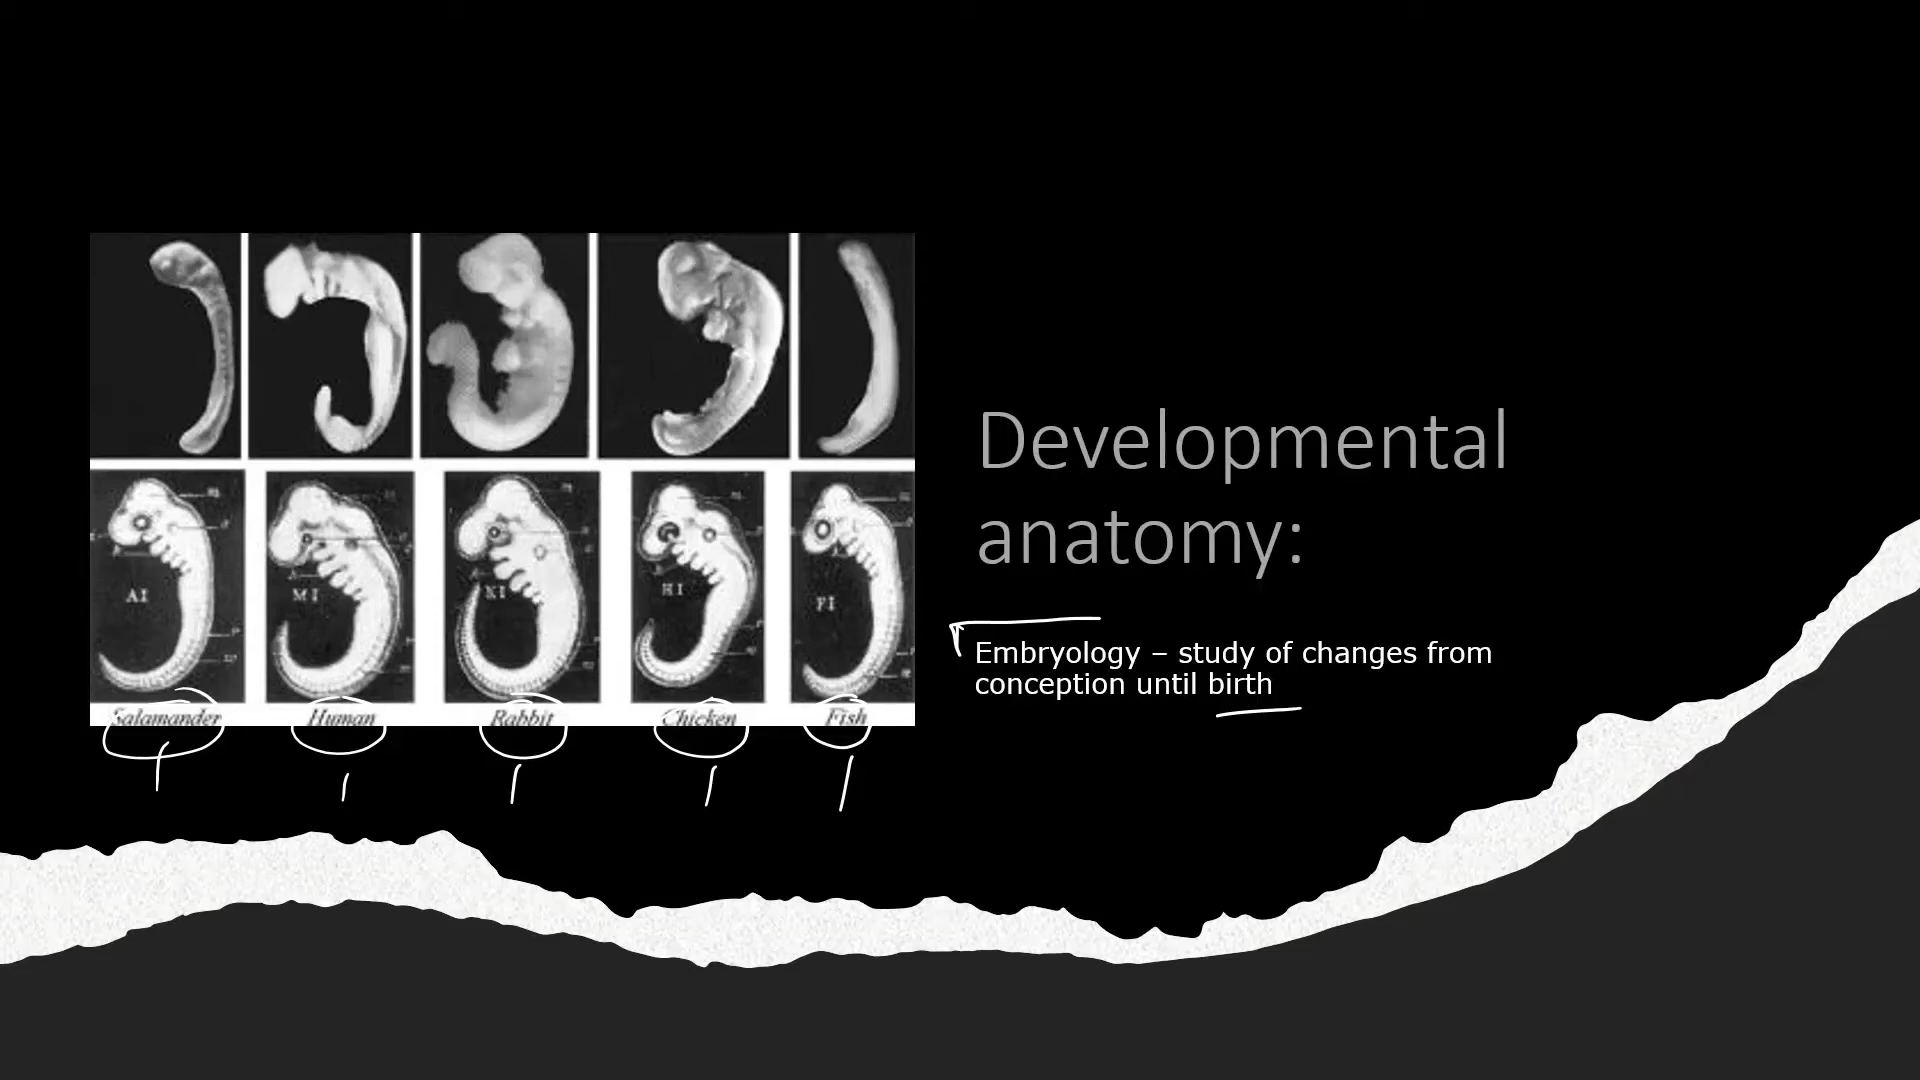 AI
MI
KI
HI
FI
Salamander
Human
Rabbit
Chicken
Fish
Developmental
anatomy:
Embryology – study of changes from
conception until birth